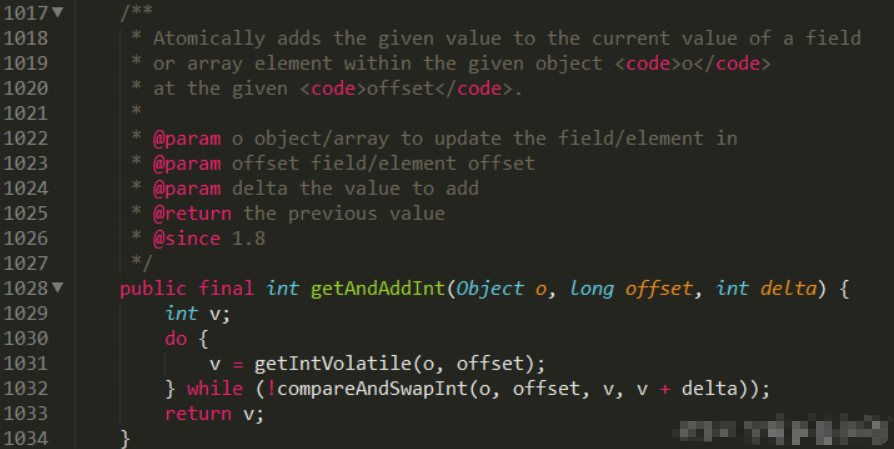 1017▼ /**
1018 * Atomically adds the given value to the current value of a field
1019 * or array element within the given object <code>o</code>
1020 * at the given <code>offset</code>.
1021 *
1022 * @param o object/array to update the field/element in
1023 * @param offset field/element offset
1024 * @param delta the value to add
1025 * @return the previous value
1026 * @since 1.8
1027 */
1028▼ public final int getAndAddInt(Object o, long offset, int delta) {
1029 int v;
1030 do {
1031 v = getIntVolatile(o, offset);
1032 } while (!compareAndSwapInt(o, offset, v, v + delta));
1033 return v;
1034 }